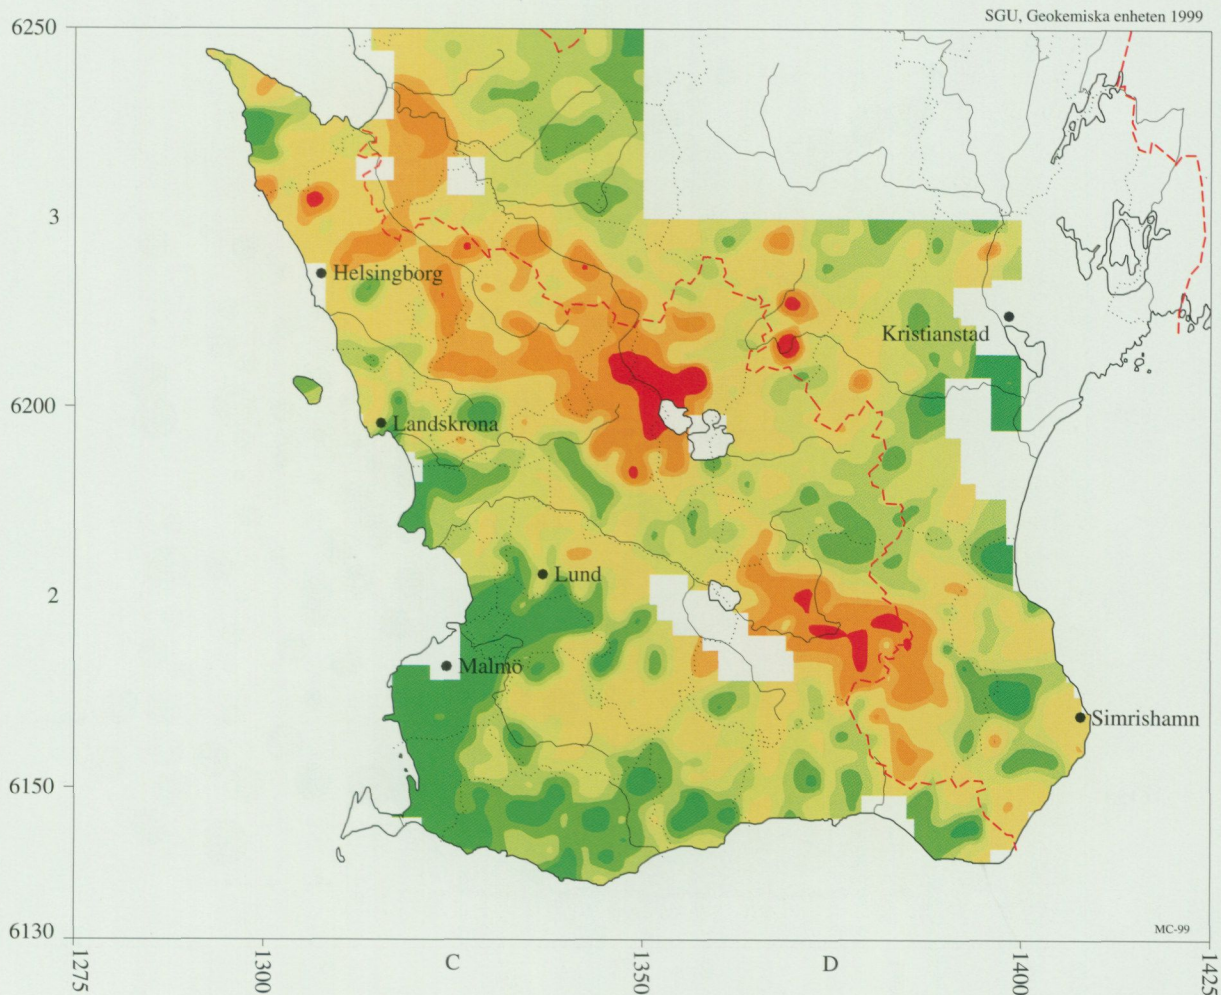 SGU, Geokemiska enheten 1999
6250
3
Helsingborg
Kristianstad
6200
Landskrona
Lund
2
Malmö
Simrishamn
6150
6130
MC-99
1275
1300
C
1350
D
1400
1425